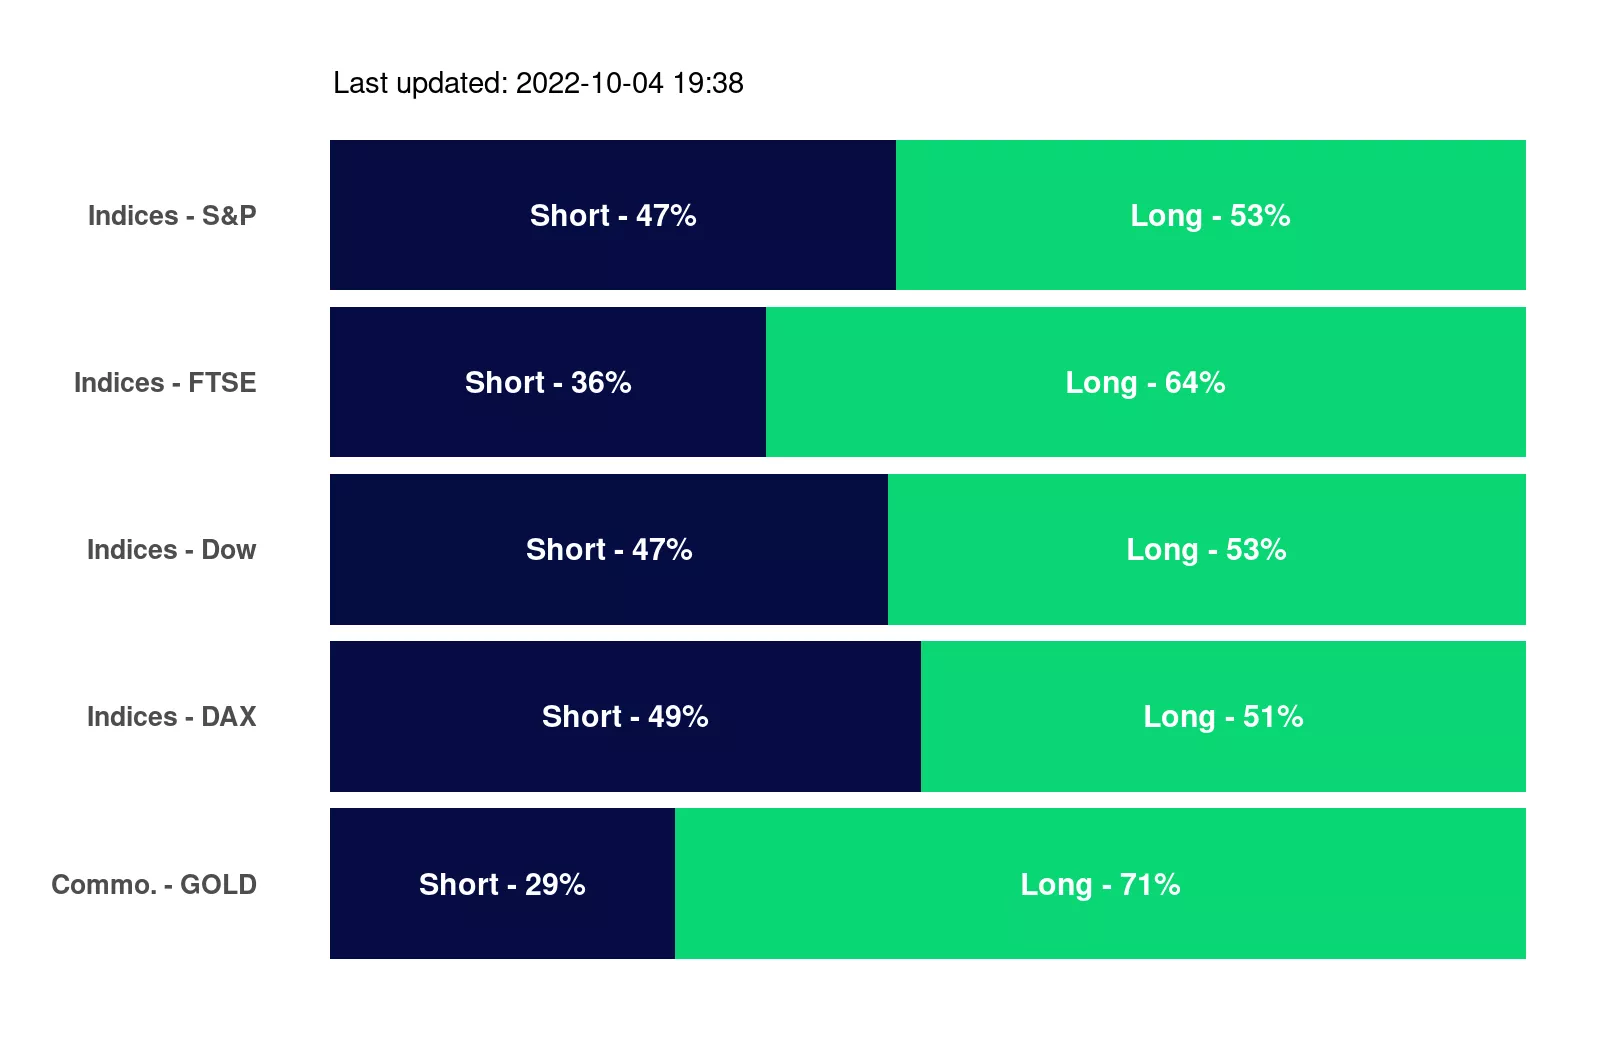 Last updated: 2022-10-04 19:38
Indices - S&P Short - 47% Long - 53%
Indices - FTSE Short - 36% Long - 64%
Indices - Dow Short - 47% Long - 53%
Indices - DAX Short - 49% Long - 51%
Commo. - GOLD Short - 29% Long - 71%